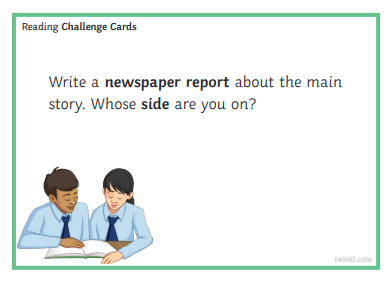 Reading Challenge Cards
Write a newspaper report about the main
story. Whose side are you on?
twinkl.com